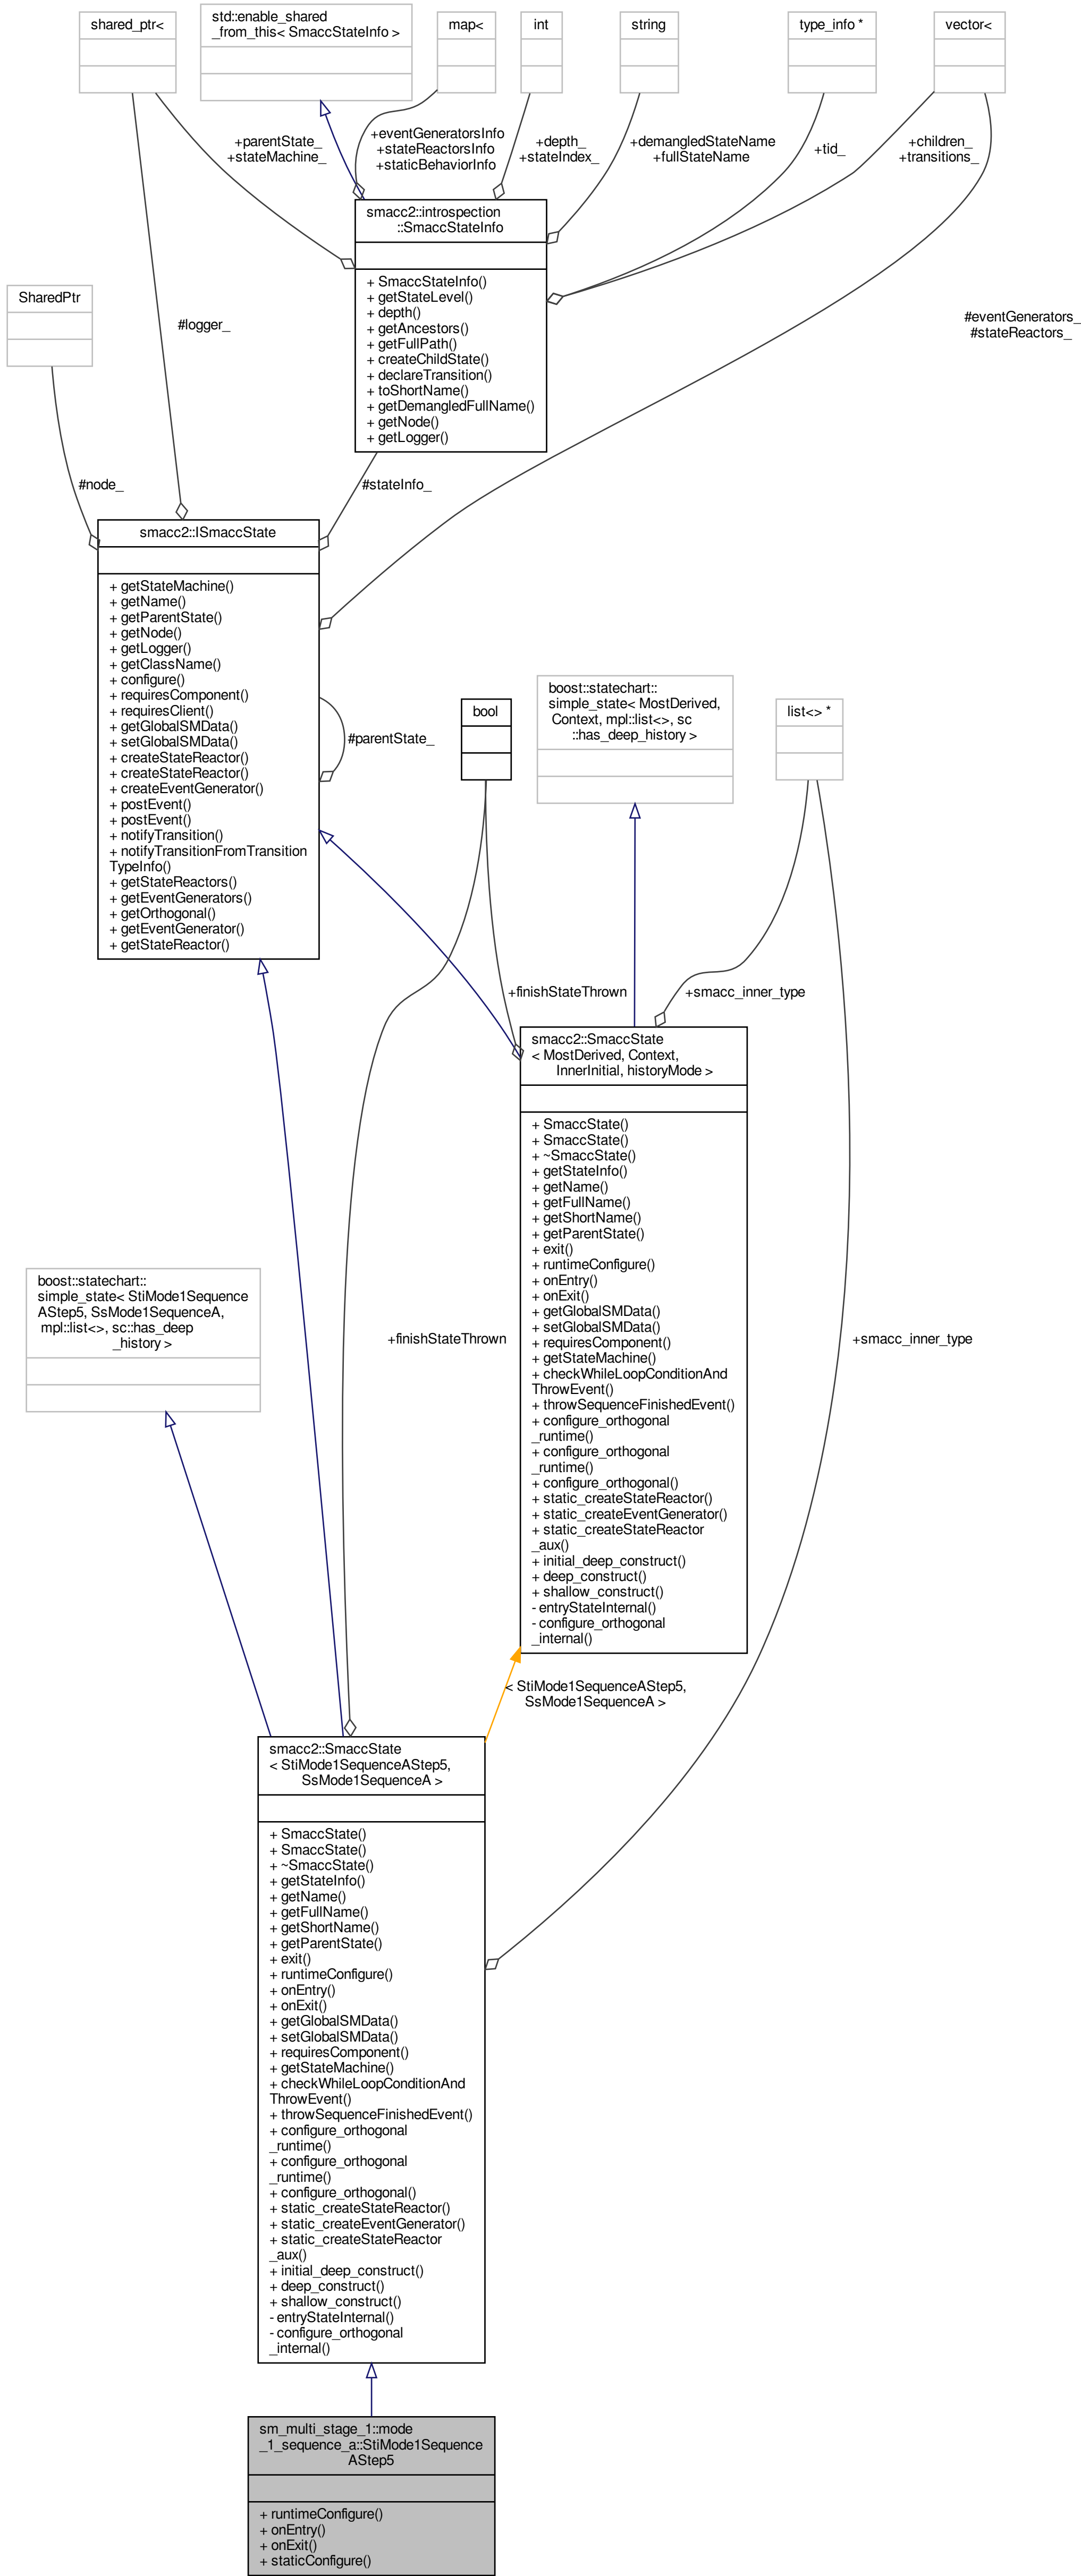 shared_ptr<
std::enable_shared
_from_this< SmaccStateInfo >
map<
int
string
type_info *
vector<
+parentState_
+stateMachine_
+eventGeneratorsInfo
+stateReactorsInfo
+staticBehaviorInfo
+depth_
+stateIndex_
+demangledStateName
+fullStateName
+tid_
+children_
+transitions_
smacc2::introspection
::SmaccStateInfo
+ SmaccStateInfo()
+ getStateLevel()
+ depth()
+ getAncestors()
+ getFullPath()
+ createChildState()
+ declareTransition()
+ toShortName()
+ getDemangledFullName()
+ getNode()
+ getLogger()
SharedPtr
#logger_
#eventGenerators_
#stateReactors_
#node_
#stateInfo_
smacc2::ISmaccState
+ getStateMachine()
+ getName()
+ getParentState()
+ getNode()
+ getLogger()
+ getClassName()
+ configure()
+ requiresComponent()
+ requiresClient()
+ getGlobalSMData()
+ setGlobalSMData()
+ createStateReactor()
+ createStateReactor()
+ createEventGenerator()
+ postEvent()
+ postEvent()
+ notifyTransition()
+ notifyTransitionFromTransition
TypeInfo()
+ getStateReactors()
+ getEventGenerators()
+ getOrthogonal()
+ getEventGenerator()
+ getStateReactor()
#parentState_
bool
boost::statechart::
simple_state< MostDerived,
Context, mpl::list<>, sc
::has_deep_history >
list<> *
+finishStateThrown
+smacc_inner_type
smacc2::SmaccState
< MostDerived, Context,
InnerInitial, historyMode >
+ SmaccState()
+ SmaccState()
+ ~SmaccState()
+ getStateInfo()
+ getName()
+ getFullName()
+ getShortName()
+ getParentState()
+ exit()
+ runtimeConfigure()
+ onEntry()
+ onExit()
+ getGlobalSMData()
+ setGlobalSMData()
+ requiresComponent()
+ getStateMachine()
+ checkWhileLoopConditionAnd
ThrowEvent()
+ throwSequenceFinishedEvent()
+ configure_orthogonal
_runtime()
+ configure_orthogonal
_runtime()
+ configure_orthogonal()
+ static_createStateReactor()
+ static_createEventGenerator()
+ static_createStateReactor
_aux()
+ initial_deep_construct()
+ deep_construct()
+ shallow_construct()
- entryStateInternal()
- configure_orthogonal
_internal()
boost::statechart::
simple_state< StiMode1Sequence
AStep5, SsMode1SequenceA,
mpl::list<>, sc::has_deep
_history >
+finishStateThrown
+smacc_inner_type
< StiMode1SequenceAStep5,
SsMode1SequenceA >
smacc2::SmaccState
< StiMode1SequenceAStep5,
SsMode1SequenceA >
+ SmaccState()
+ SmaccState()
+ ~SmaccState()
+ getStateInfo()
+ getName()
+ getFullName()
+ getShortName()
+ getParentState()
+ exit()
+ runtimeConfigure()
+ onEntry()
+ onExit()
+ getGlobalSMData()
+ setGlobalSMData()
+ requiresComponent()
+ getStateMachine()
+ checkWhileLoopConditionAnd
ThrowEvent()
+ throwSequenceFinishedEvent()
+ configure_orthogonal
_runtime()
+ configure_orthogonal
_runtime()
+ configure_orthogonal()
+ static_createStateReactor()
+ static_createEventGenerator()
+ static_createStateReactor
_aux()
+ initial_deep_construct()
+ deep_construct()
+ shallow_construct()
- entryStateInternal()
- configure_orthogonal
_internal()
sm_multi_stage_1::mode
_1_sequence_a::StiMode1Sequence
AStep5
+ runtimeConfigure()
+ onEntry()
+ onExit()
+ staticConfigure()